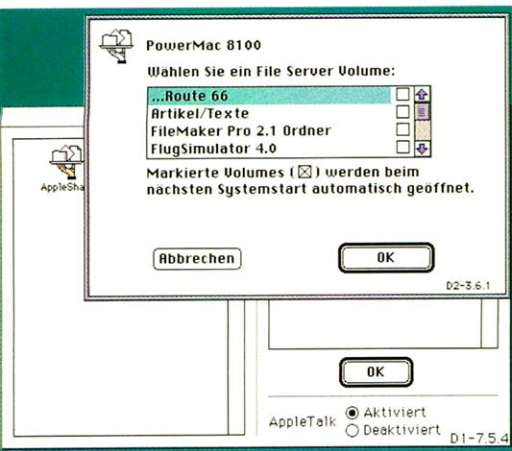 PowerMac 8100
Wählen Sie ein File Server Volume:
...Route 66
Artikel/Texte
FileMaker Pro 2.1 Ordner
FlugSimulator 4.0
Markierte Volumes (☒) werden beim
nächsten Systemstart automatisch geöffnet.
Abbrechen
OK
D2-3.6.1
AppleSha
OK
AppleTalk
Aktiviert
Deaktiviert
D1-7.5.4